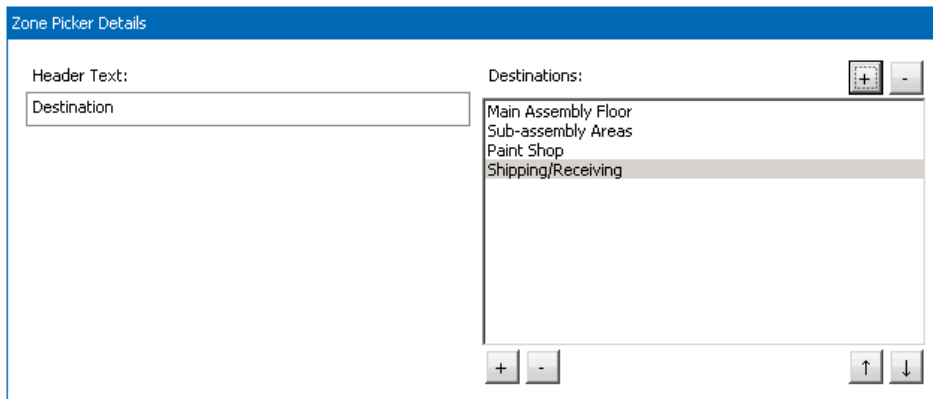 Zone Picker Details
Header Text:
Destination
Destinations:
+ -
Main Assembly Floor
Sub-assembly Areas
Paint Shop
Shipping/Receiving
+ - ↑ ↓